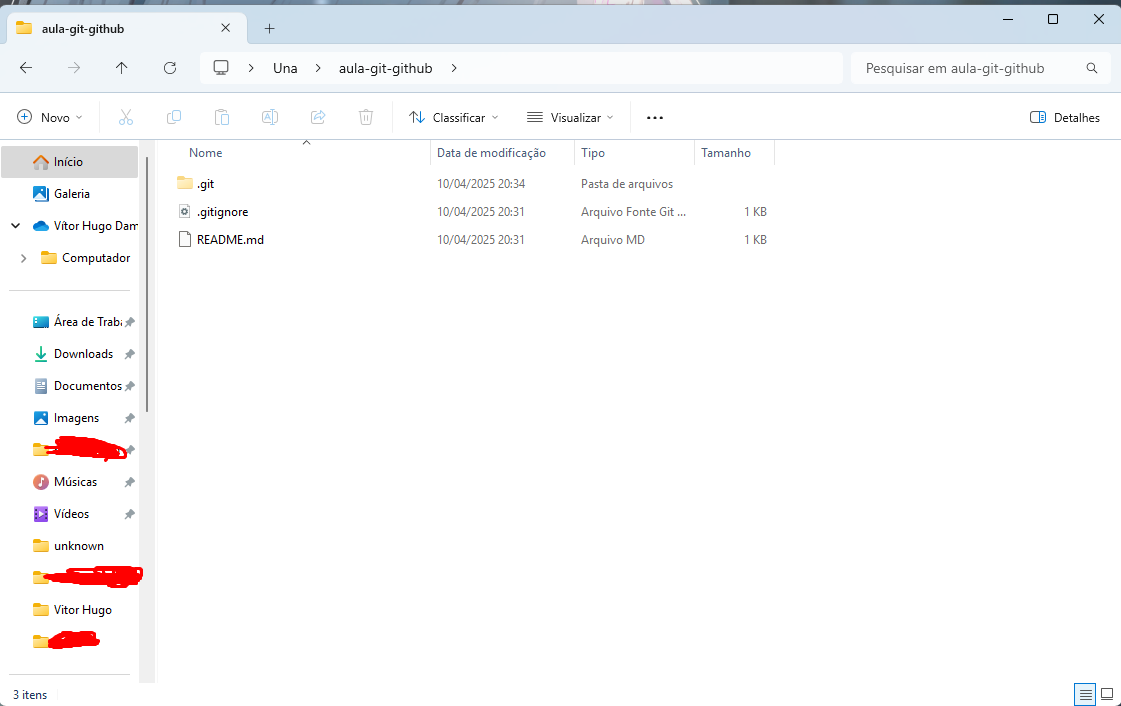 aula-git-github
Una
aula-git-github
Pesquisar em aula-git-github
Novo
Classificar
Visualizar
Detalhes
Nome
Data de modificação
Tipo
Tamanho
.git
10/04/2025 20:34
Pasta de arquivos
.gitignore
10/04/2025 20:31
Arquivo Fonte Git ...
1 KB
README.md
10/04/2025 20:31
Arquivo MD
1 KB
Início
Galeria
Vítor Hugo Dam
Computador
Área de Traba
Downloads
Documentos
Imagens
Músicas
Vídeos
unknown
Vitor Hugo
3 itens